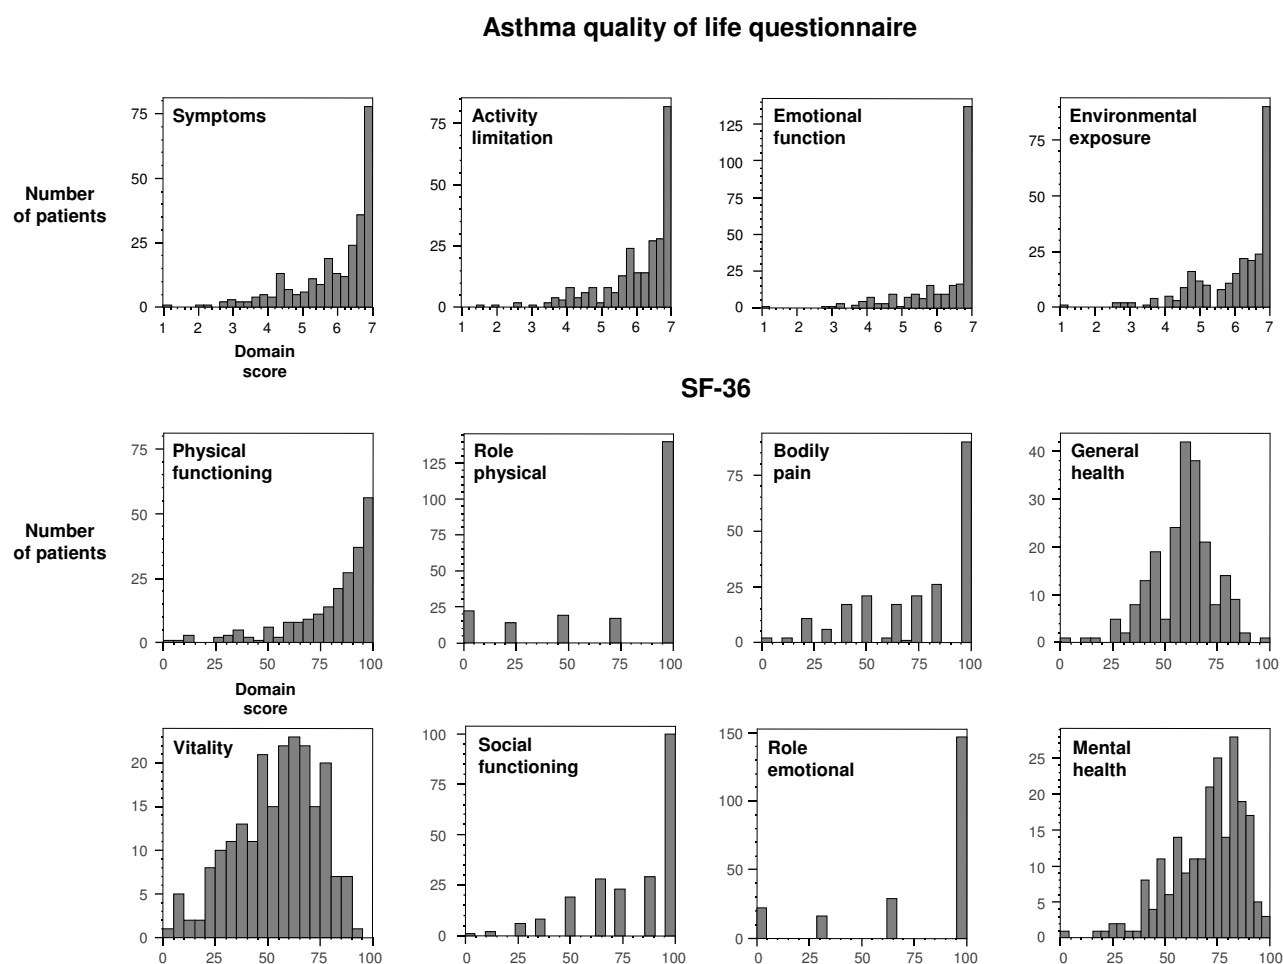 Asthma quality of life questionnaire
Symptoms
Activity
limitation
Emotional
function
Environmental
exposure
Number
of patients
75
50
25
0
75
50
25
0
125
100
75
50
25
0
75
50
25
0
1 2 3 4 5 6 7
1 2 3 4 5 6 7
1 2 3 4 5 6 7
1 2 3 4 5 6 7
Domain
score
SF-36
Physical
functioning
Role
physical
Bodily
pain
General
health
Number
of patients
75
50
25
0
125
100
75
50
25
0
75
50
25
0
40
30
20
10
0
0 25 50 75 100
0 25 50 75 100
0 25 50 75 100
0 25 50 75 100
Domain
score
Vitality
Social
functioning
Role
emotional
Mental
health
20
15
10
5
0
100
75
50
25
0
150
100
50
0
25
20
15
10
5
0
0 25 50 75 100
0 25 50 75 100
0 25 50 75 100
0 25 50 75 100